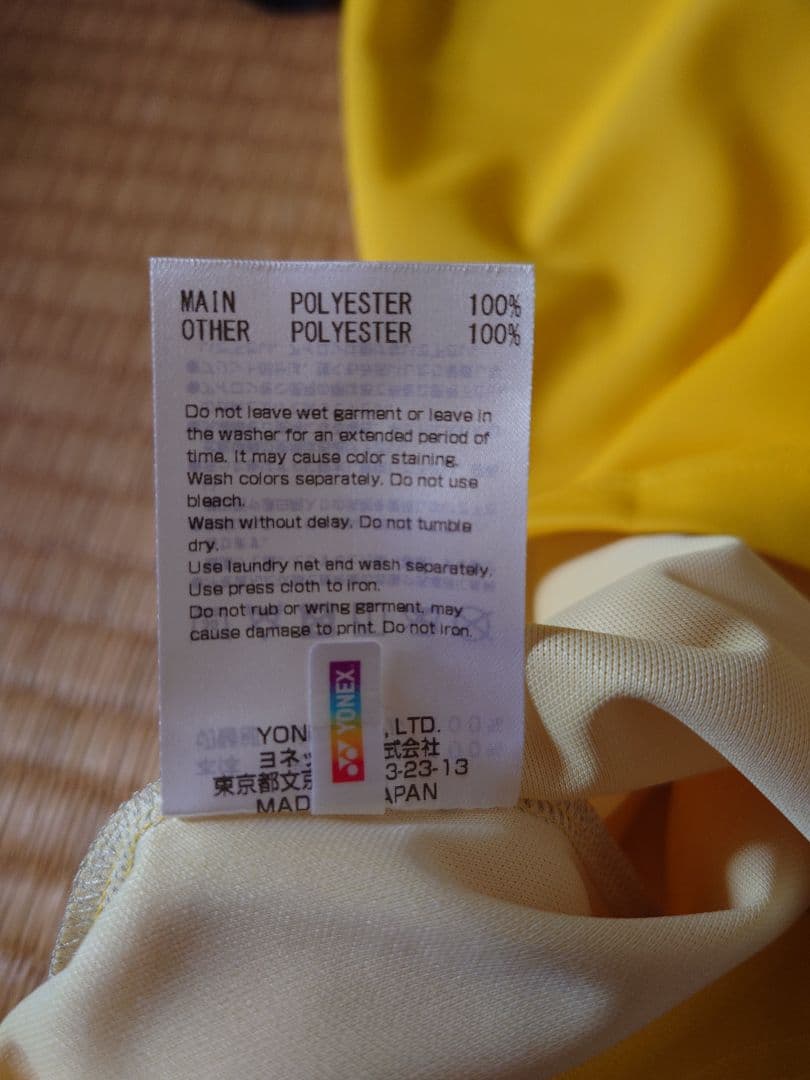 MAIN POLYESTER 100%
OTHER POLYESTER 100%
Do not leave wet garment or leave in
the washer for an extended period of
time. It may cause color staining.
Wash colors separately. Do not use
bleach.
Wash without delay. Do not tumble
dry.
Use laundry net and wash separately.
Use press cloth to iron.
Do not rub or wring garment, may
cause damage to print. Do not iron.
YONEX
YON , LTD.
ヨネッ 式会社
東京都文京 3-23-13
MAD APAN